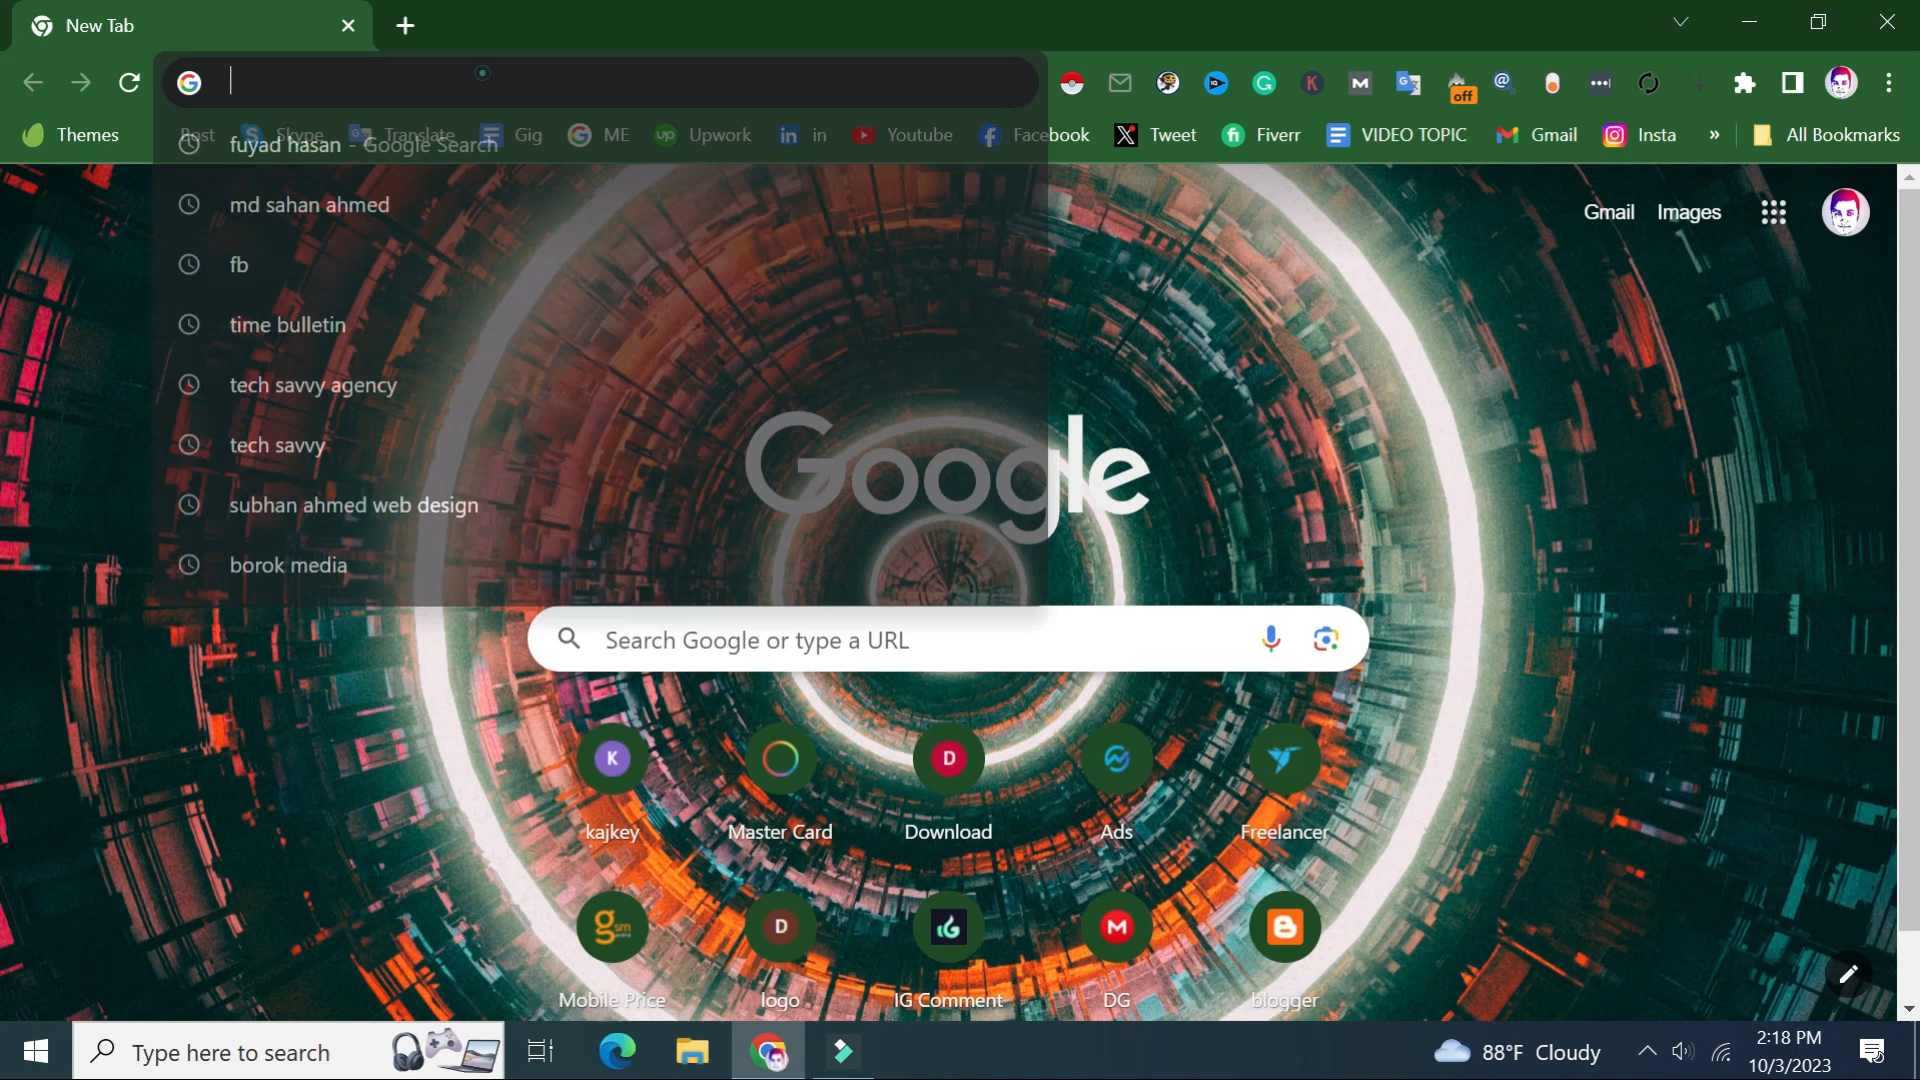 New Tab
off
Themes
Post Skype Translate Gig ME Upwork in Youtube Facebook Tweet Fiverr VIDEO TOPIC Gmail Insta » All Bookmarks
fuyad hasan - Google Search
md sahan ahmed
fb
time bulletin
tech savvy agency
tech savvy
subhan ahmed web design
borok media
Gmail Images
Google
Search Google or type a URL
K D
kajkey Master Card Download Ads Freelancer
gsm D M
Mobile Price logo IG Comment DG blogger
Type here to search
88°F Cloudy
2:18 PM
10/3/2023